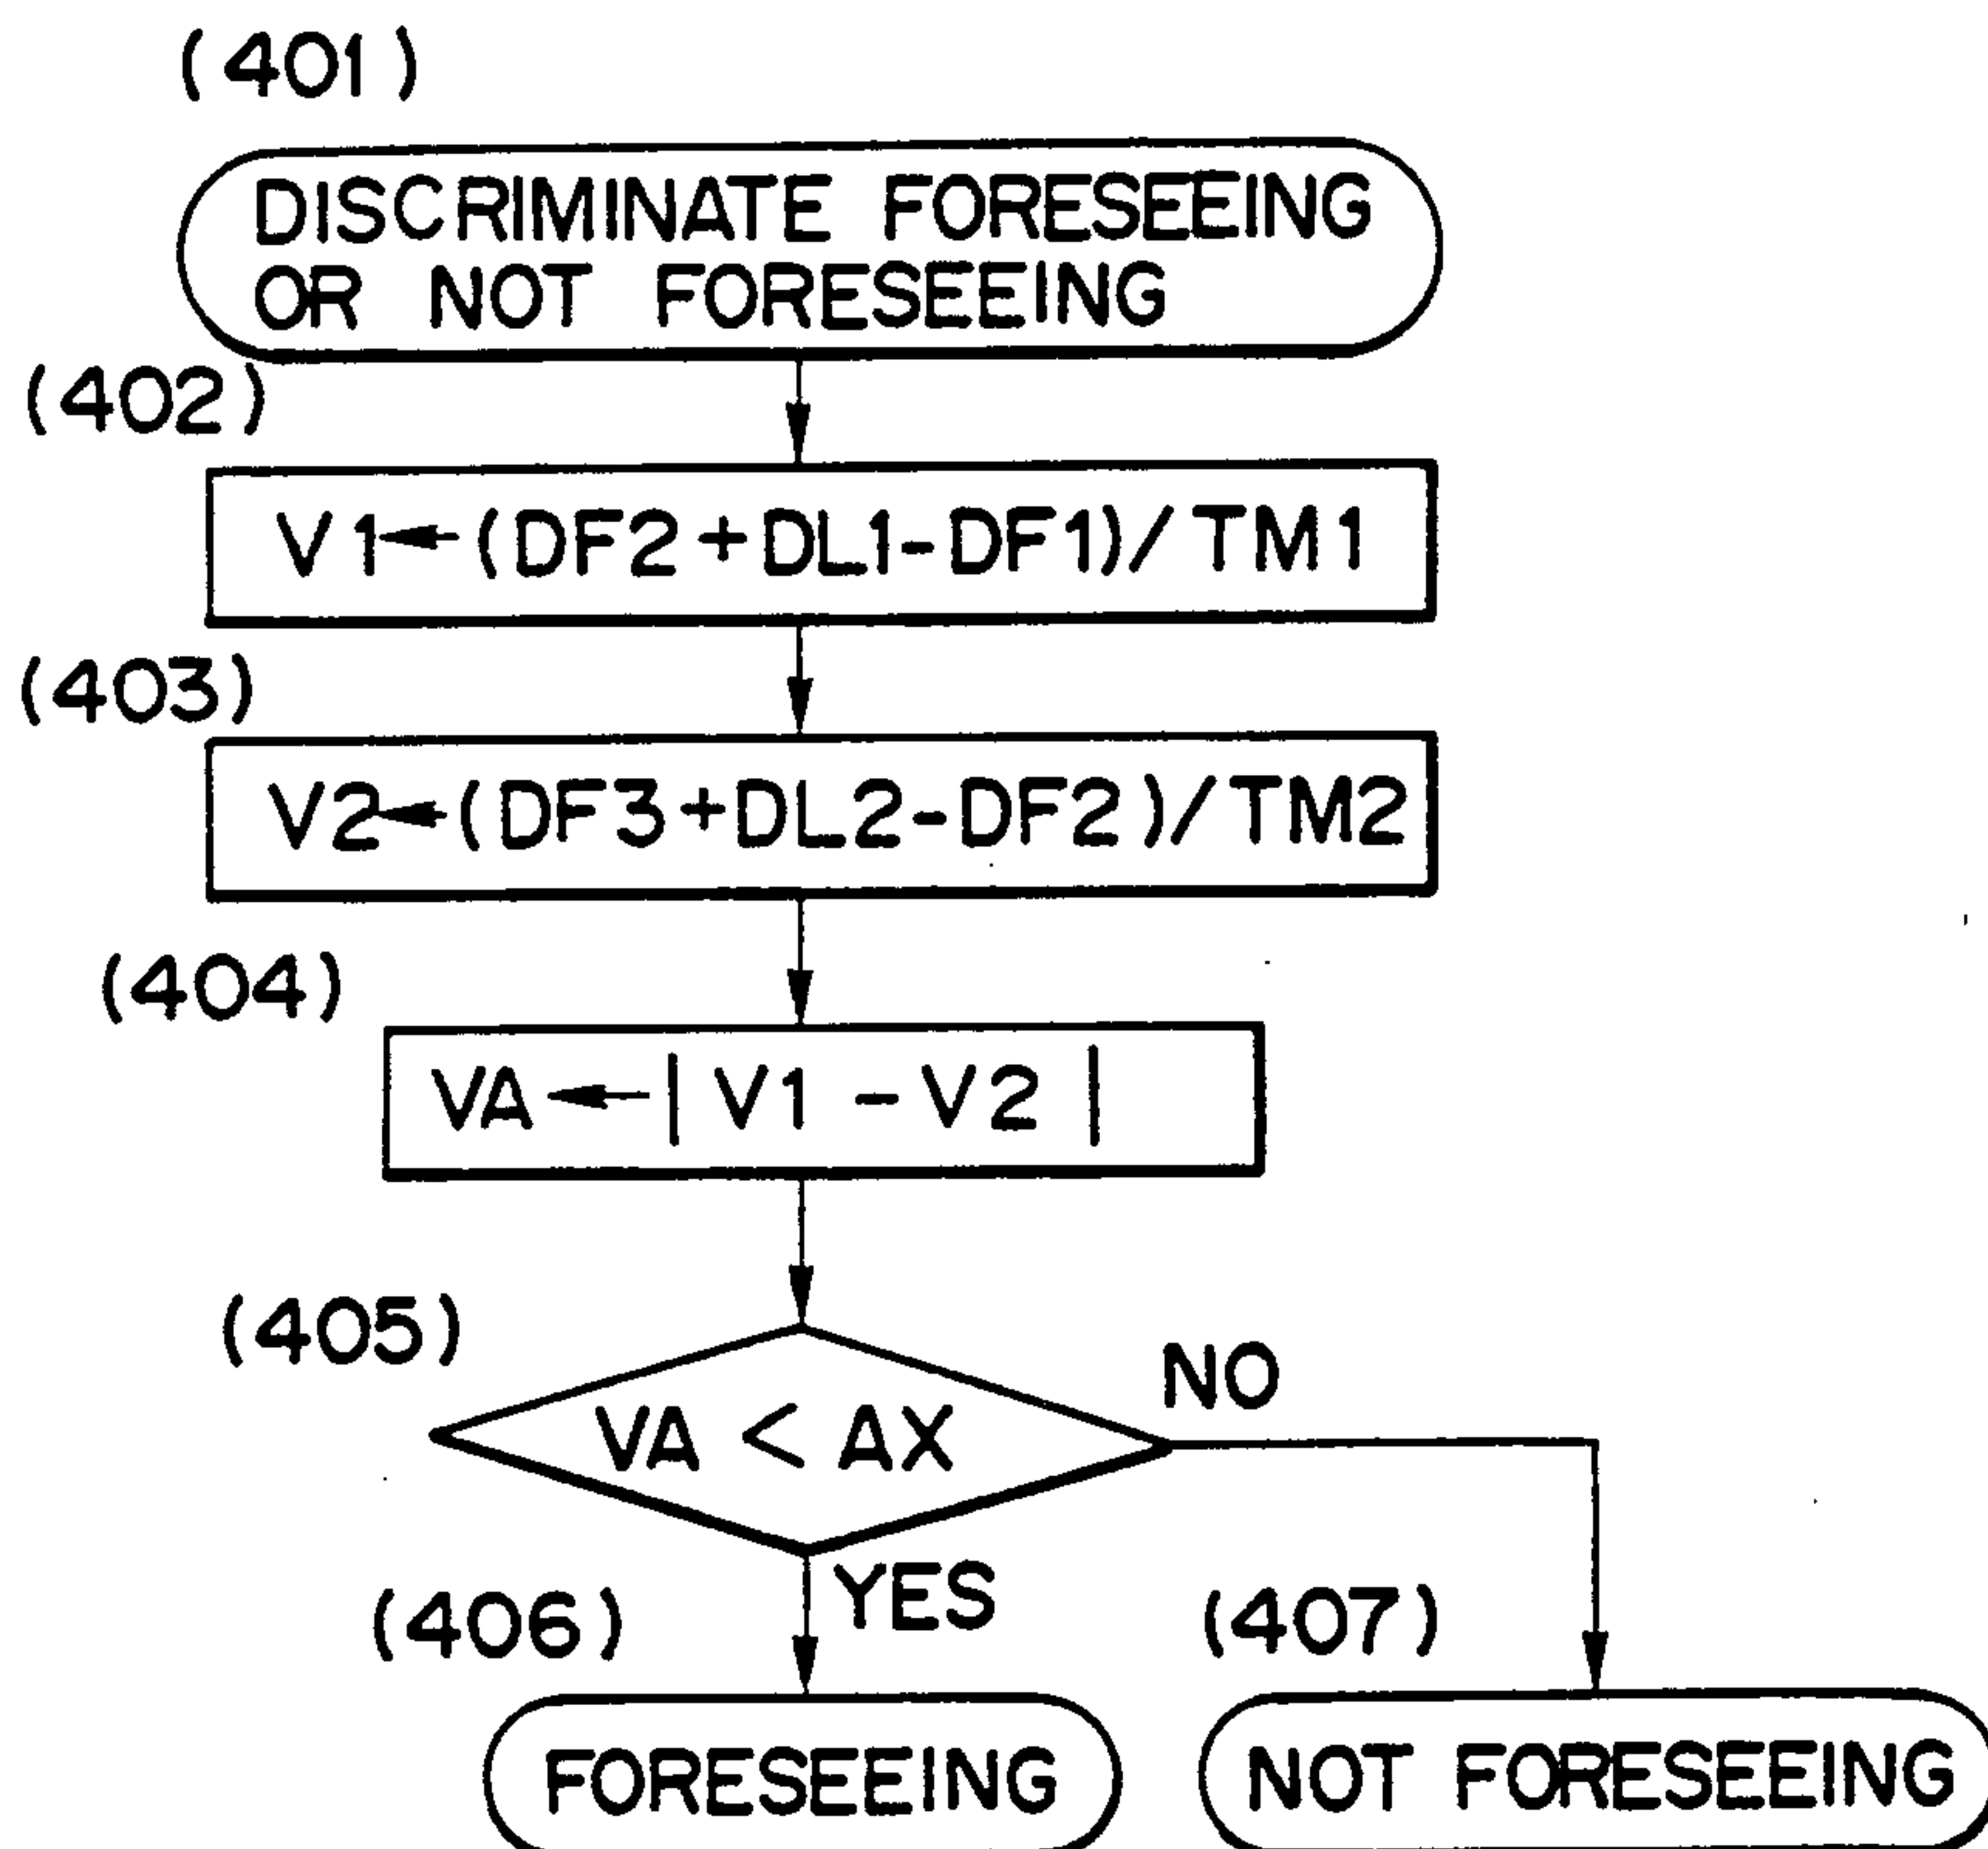 (401)
DISCRIMINATE FORESEEING
OR NOT FORESEEING
(402)
V1←(DF2+DL1-DF1)/TM1
(403)
V2←(DF3+DL2-DF2)/TM2
(404)
VA←|V1-V2|
(405)
VA < AX
NO
YES
(406)
(407)
FORESEEING
NOT FORESEEING